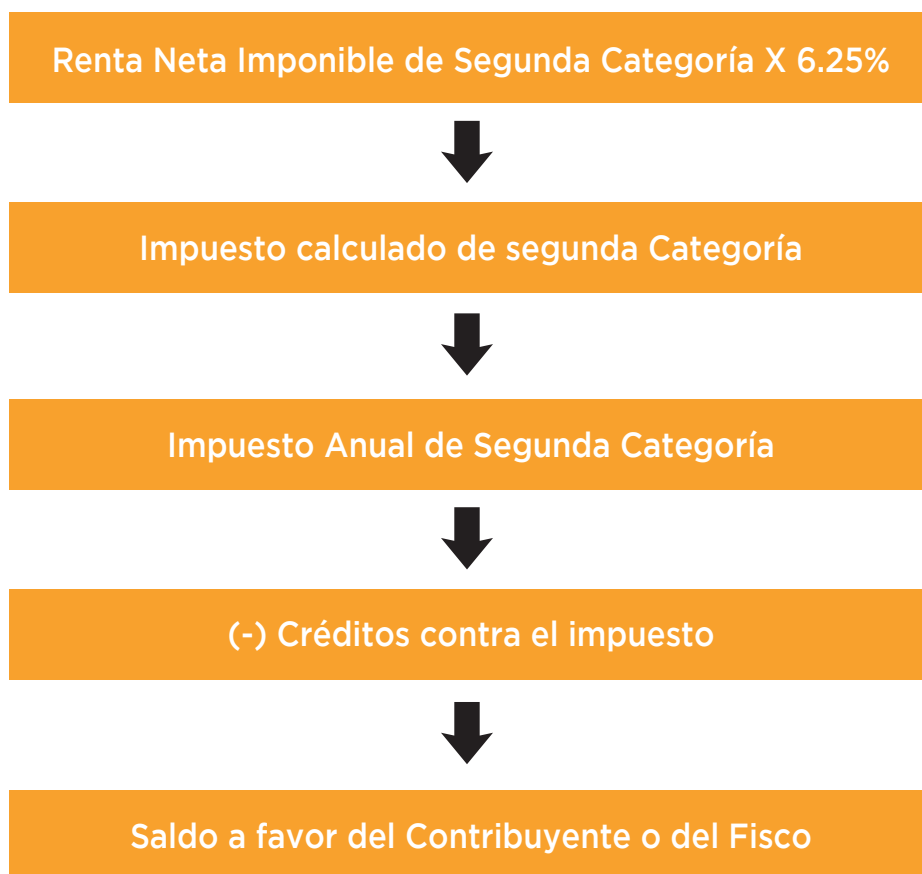 Renta Neta Imponible de Segunda Categoría X 6.25%
Impuesto calculado de segunda Categoría
Impuesto Anual de Segunda Categoría
(-) Créditos contra el impuesto
Saldo a favor del Contribuyente o del Fisco